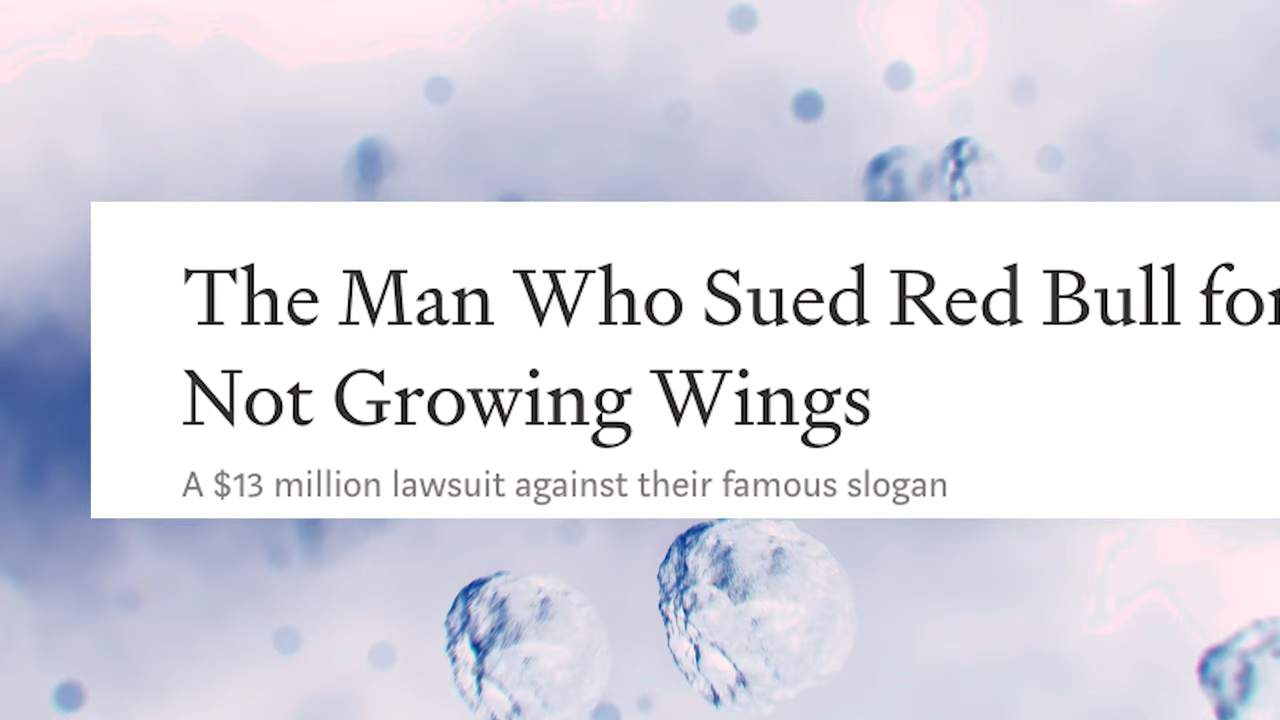 The Man Who Sued Red Bull for
Not Growing Wings
A $13 million lawsuit against their famous slogan